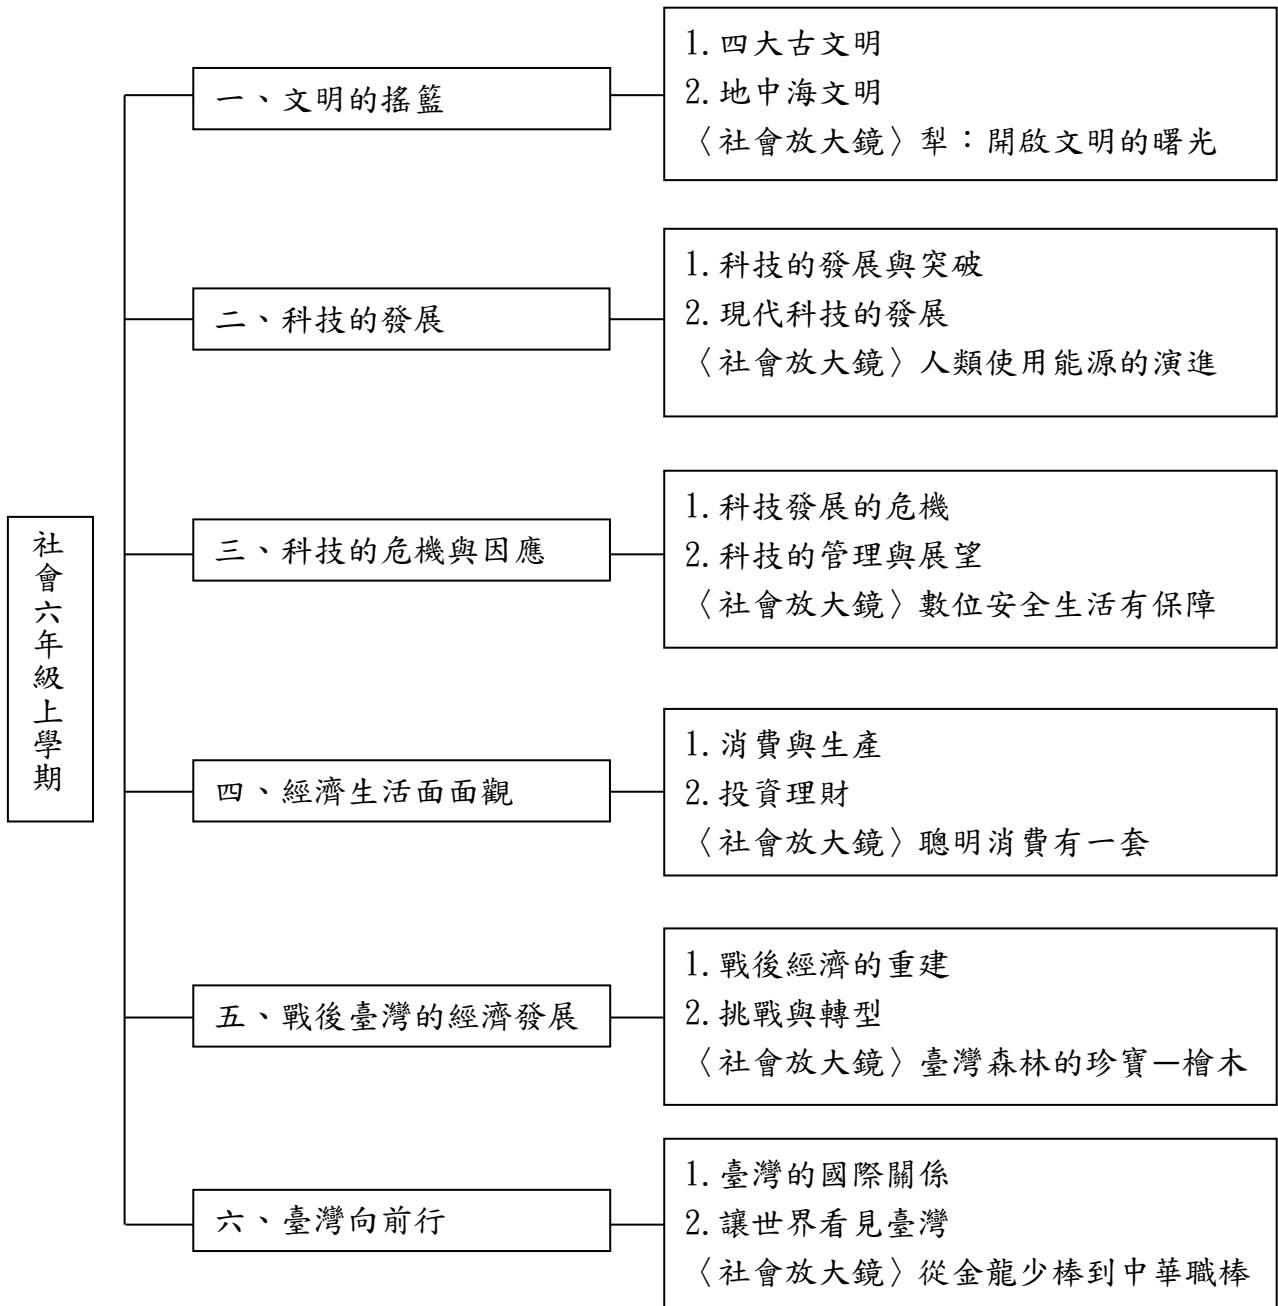 社會六年級上學期
一、文明的搖籃
1.四大古文明
2.地中海文明
〈社會放大鏡〉犁：開啟文明的曙光
二、科技的發展
1.科技的發展與突破
2.現代科技的發展
〈社會放大鏡〉人類使用能源的演進
三、科技的危機與因應
1.科技發展的危機
2.科技的管理與展望
〈社會放大鏡〉數位安全生活有保障
四、經濟生活面面觀
1.消費與生產
2.投資理財
〈社會放大鏡〉聰明消費有一套
五、戰後臺灣的經濟發展
1.戰後經濟的重建
2.挑戰與轉型
〈社會放大鏡〉臺灣森林的珍寶—檜木
六、臺灣向前行
1.臺灣的國際關係
2.讓世界看見臺灣
〈社會放大鏡〉從金龍少棒到中華職棒